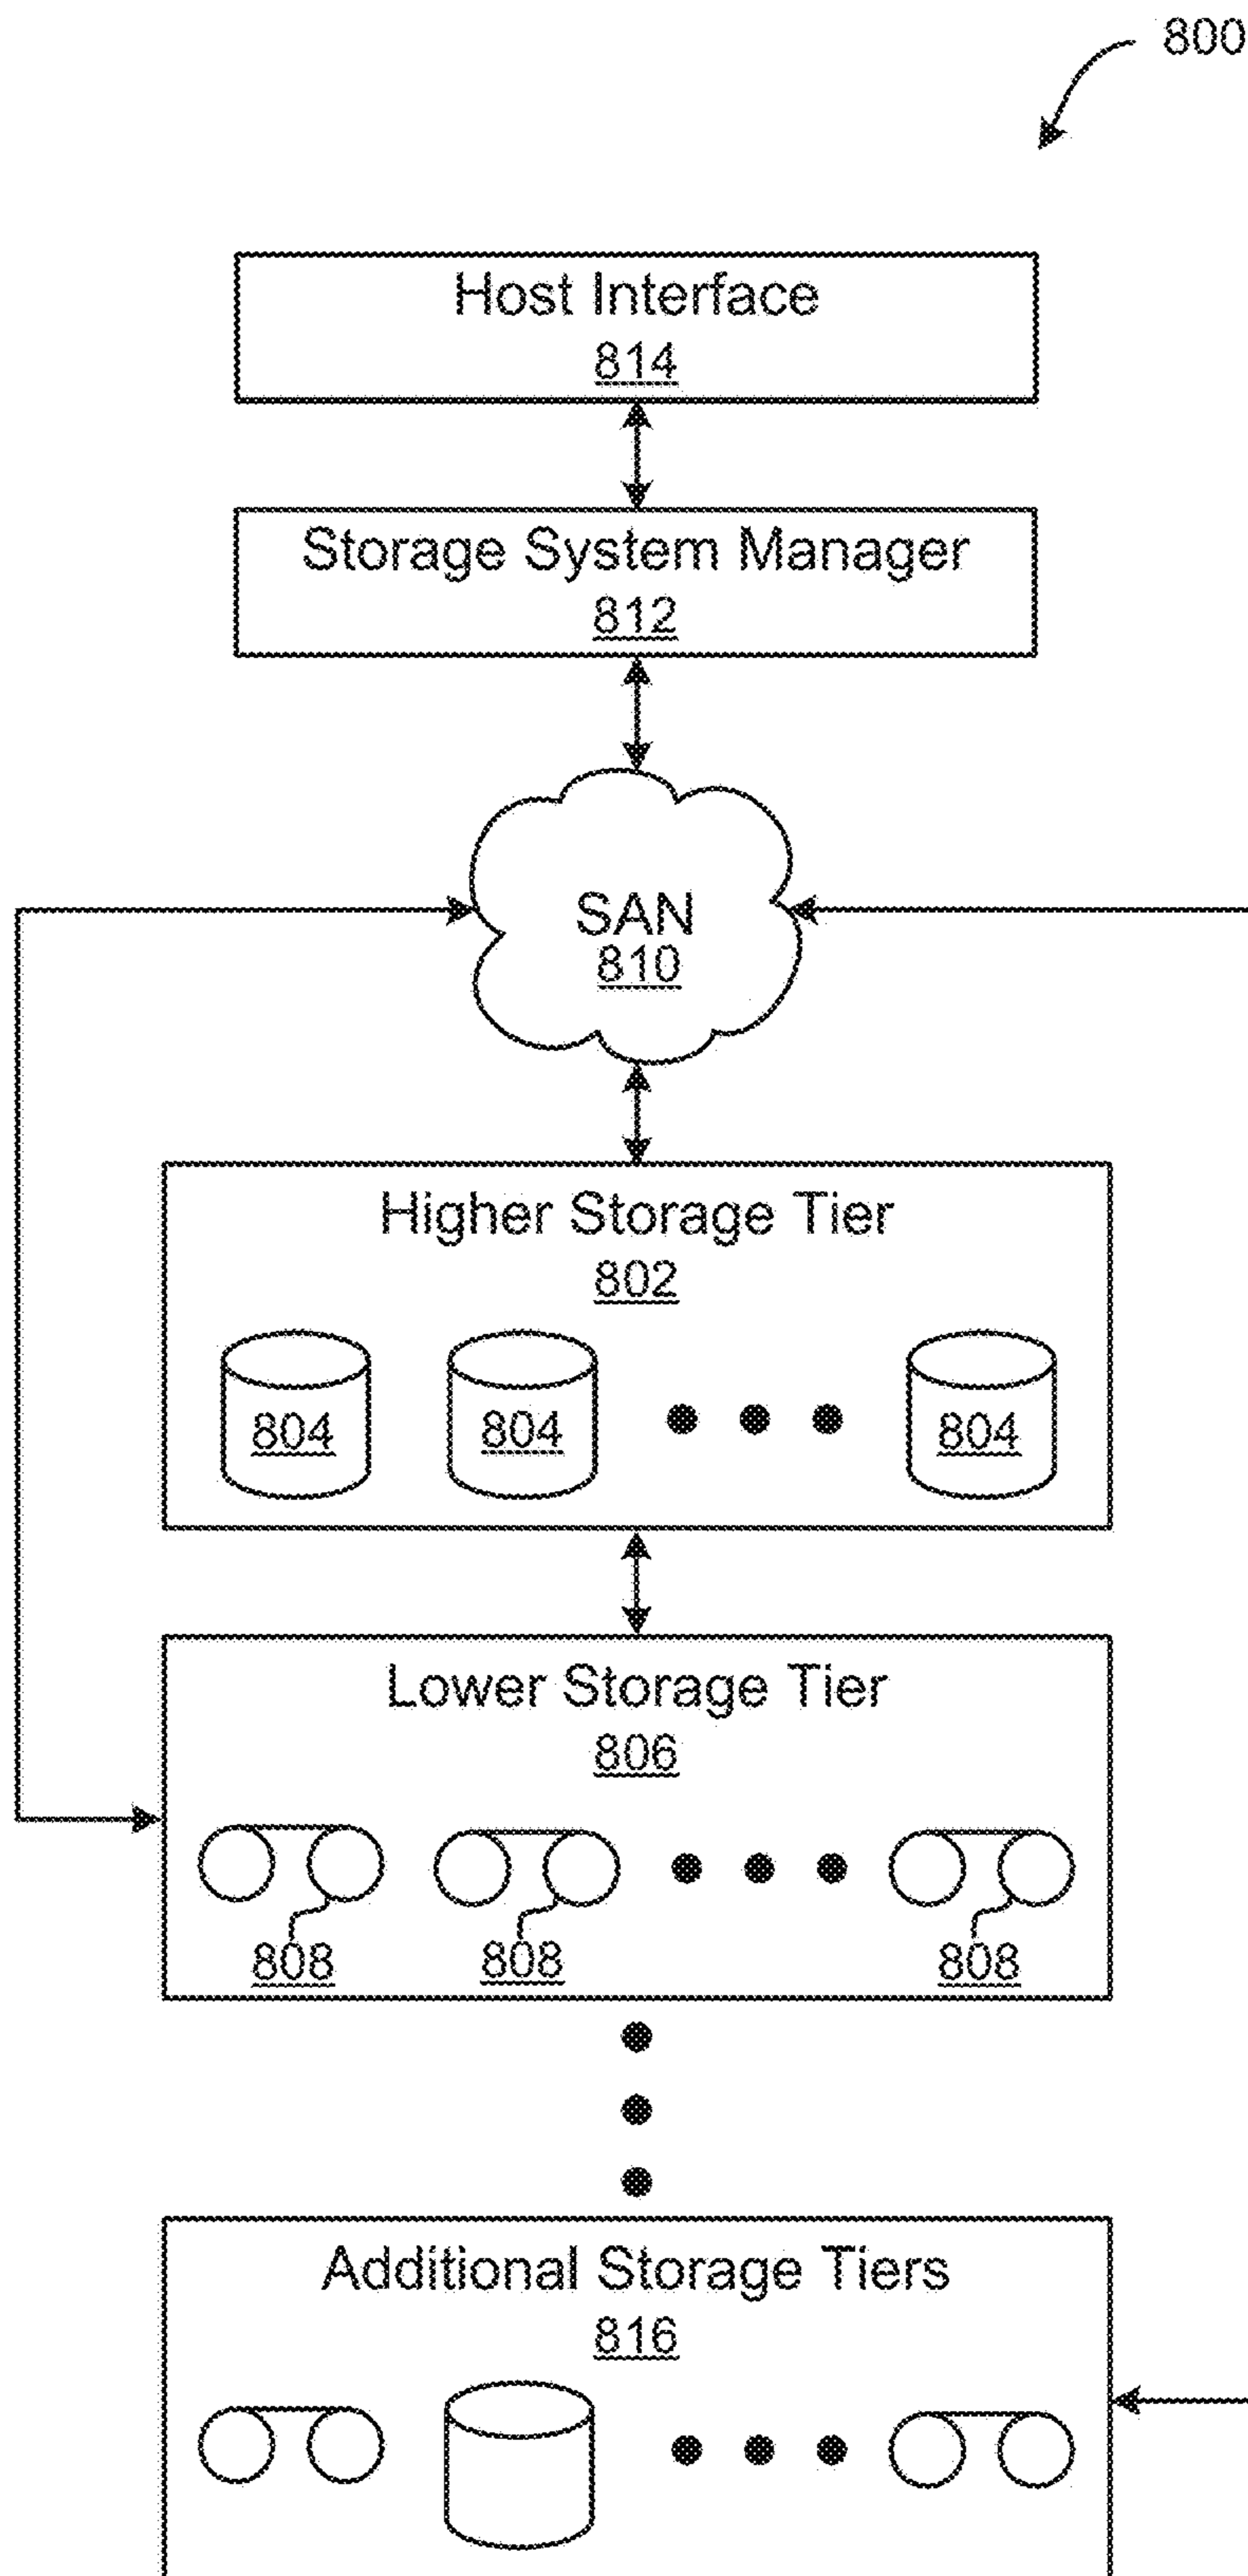 800
Host Interface
814
Storage System Manager
812
SAN
810
Higher Storage Tier
802
804 804 804
Lower Storage Tier
806
808 808 808
Additional Storage Tiers
816